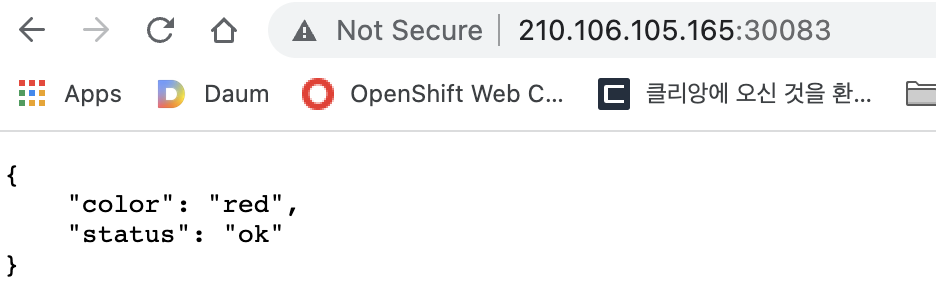 Not Secure | 210.106.105.165:30083
Apps Daum OpenShift Web C... 클리앙에 오신 것을 환...
{
    "color": "red",
    "status": "ok"
}